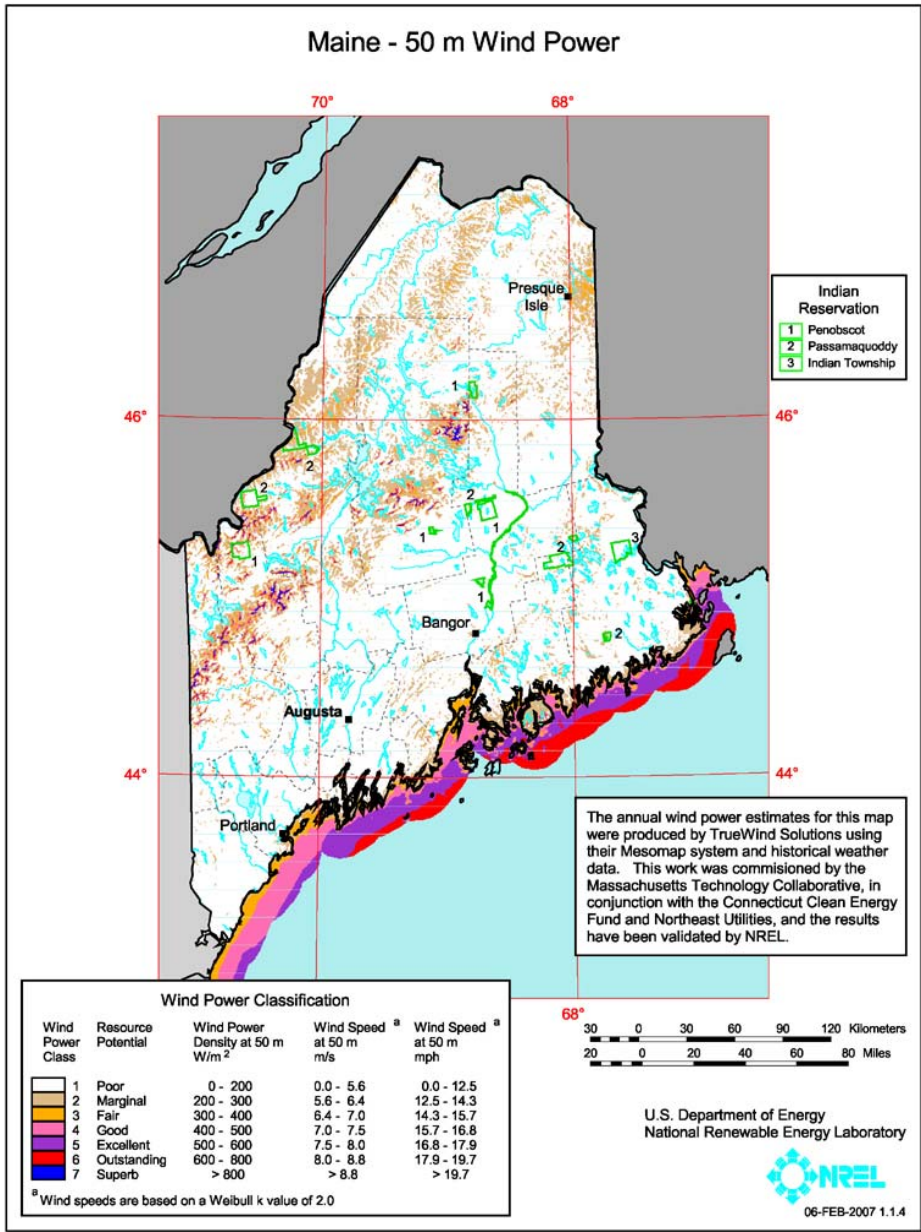 Maine - 50 m Wind Power
70°
68°
Presque
Isle
Indian
Reservation
1 Penobscot
2 Passamaquoddy
3 Indian Township
1
46°
46°
2
2
2
1
1
1
3
2
1
Bangor
2
Augusta
44°
44°
Portland
The annual wind power estimates for this map
were produced by TrueWind Solutions using
their Mesomap system and historical weather
data. This work was commisioned by the
Massachusetts Technology Collaborative, in
conjunction with the Connecticut Clean Energy
Fund and Northeast Utilities, and the results
have been validated by NREL.
68°
Wind Power Classification
Wind Resource Wind Power Wind Speed a Wind Speed a
Power Potential Density at 50 m at 50 m at 50 m
Class W/m 2 m/s mph
1 Poor 0 - 200 0.0 - 5.6 0.0 - 12.5
2 Marginal 200 - 300 5.6 - 6.4 12.5 - 14.3
3 Fair 300 - 400 6.4 - 7.0 14.3 - 15.7
4 Good 400 - 500 7.0 - 7.5 15.7 - 16.8
5 Excellent 500 - 600 7.5 - 8.0 16.8 - 17.9
6 Outstanding 600 - 800 8.0 - 8.8 17.9 - 19.7
7 Superb > 800 > 8.8 > 19.7
a Wind speeds are based on a Weibull k value of 2.0
30 0 30 60 90 120 Kilometers
20 0 20 40 60 80 Miles
U.S. Department of Energy
National Renewable Energy Laboratory
NREL
06-FEB-2007 1.1.4